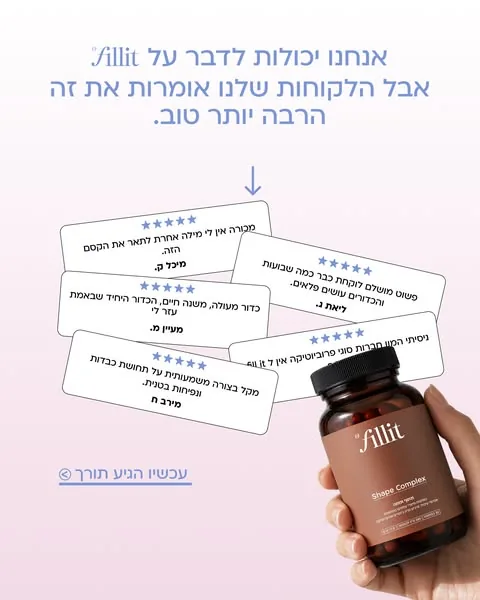 אנחנו יכולות לדבר על fillit
אבל הלקוחות שלנו אומרות את זה
הרבה יותר טוב.
מכורה אין לי מילה אחרת לתאר את הקסם
הזה.
מיכל ק.
פשוט מושלם לוקחת כבר כמה שבועות
והכדורים עושים פלאים.
ליאת ג.
כדור מעולה, משנה חיים, הכדור היחיד שבאמת
עזר לי
מעיין מ.
ניסיתי המון חברות סוגי פרוביוטיקה אין ל fill it
מקל בצורה משמעותית על תחושת כבדות
ונפיחות בטנית.
מירב ח
fillit
Shape Complex
עכשיו הגיע תורך